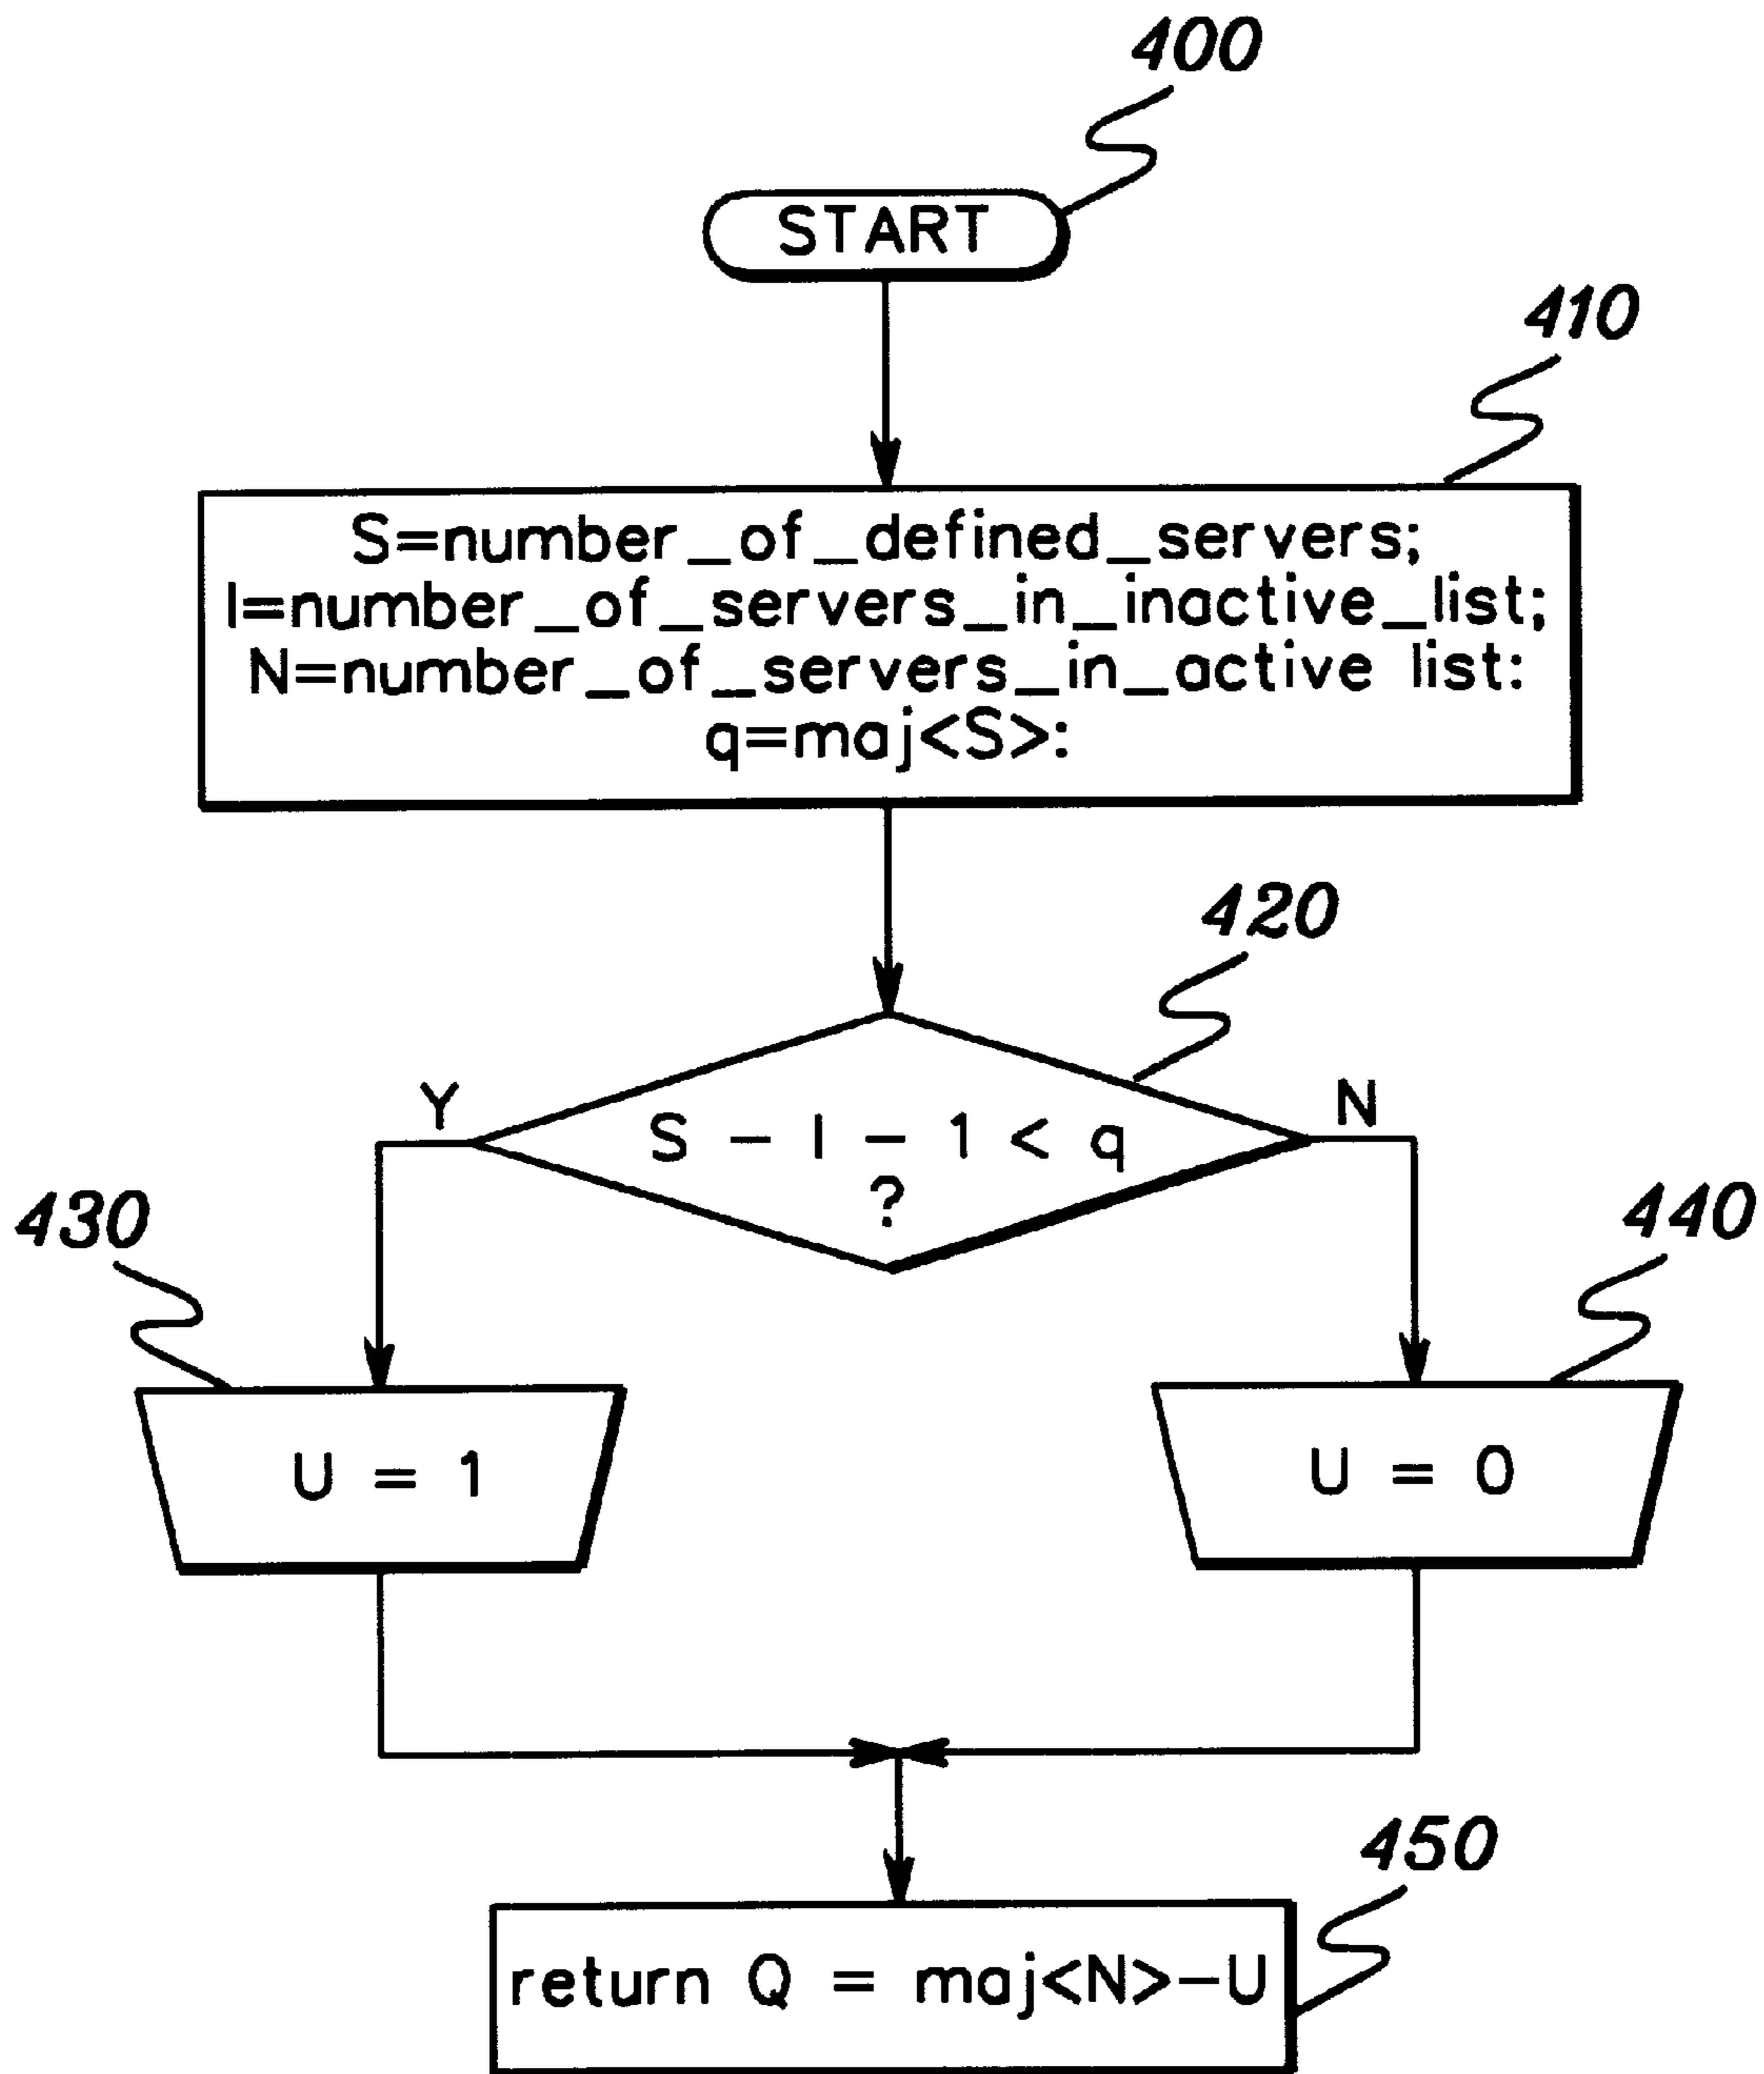 400
START
410
S=number_of_defined_servers;
I=number_of_servers_in_inactive_list;
N=number_of_servers_in_active list:
q=maj<S>:
420
Y
N
S - I - 1 < q
?
430
440
U = 1
U = 0
450
return Q = maj<N>-U